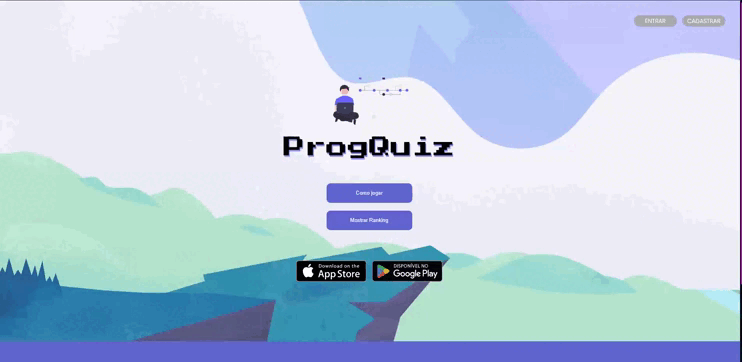 ENTRAR
CADASTRAR
ProgQuiz
Como jogar
Mostrar Ranking
Download on the
App Store
DISPONÍVEL NO
Google Play